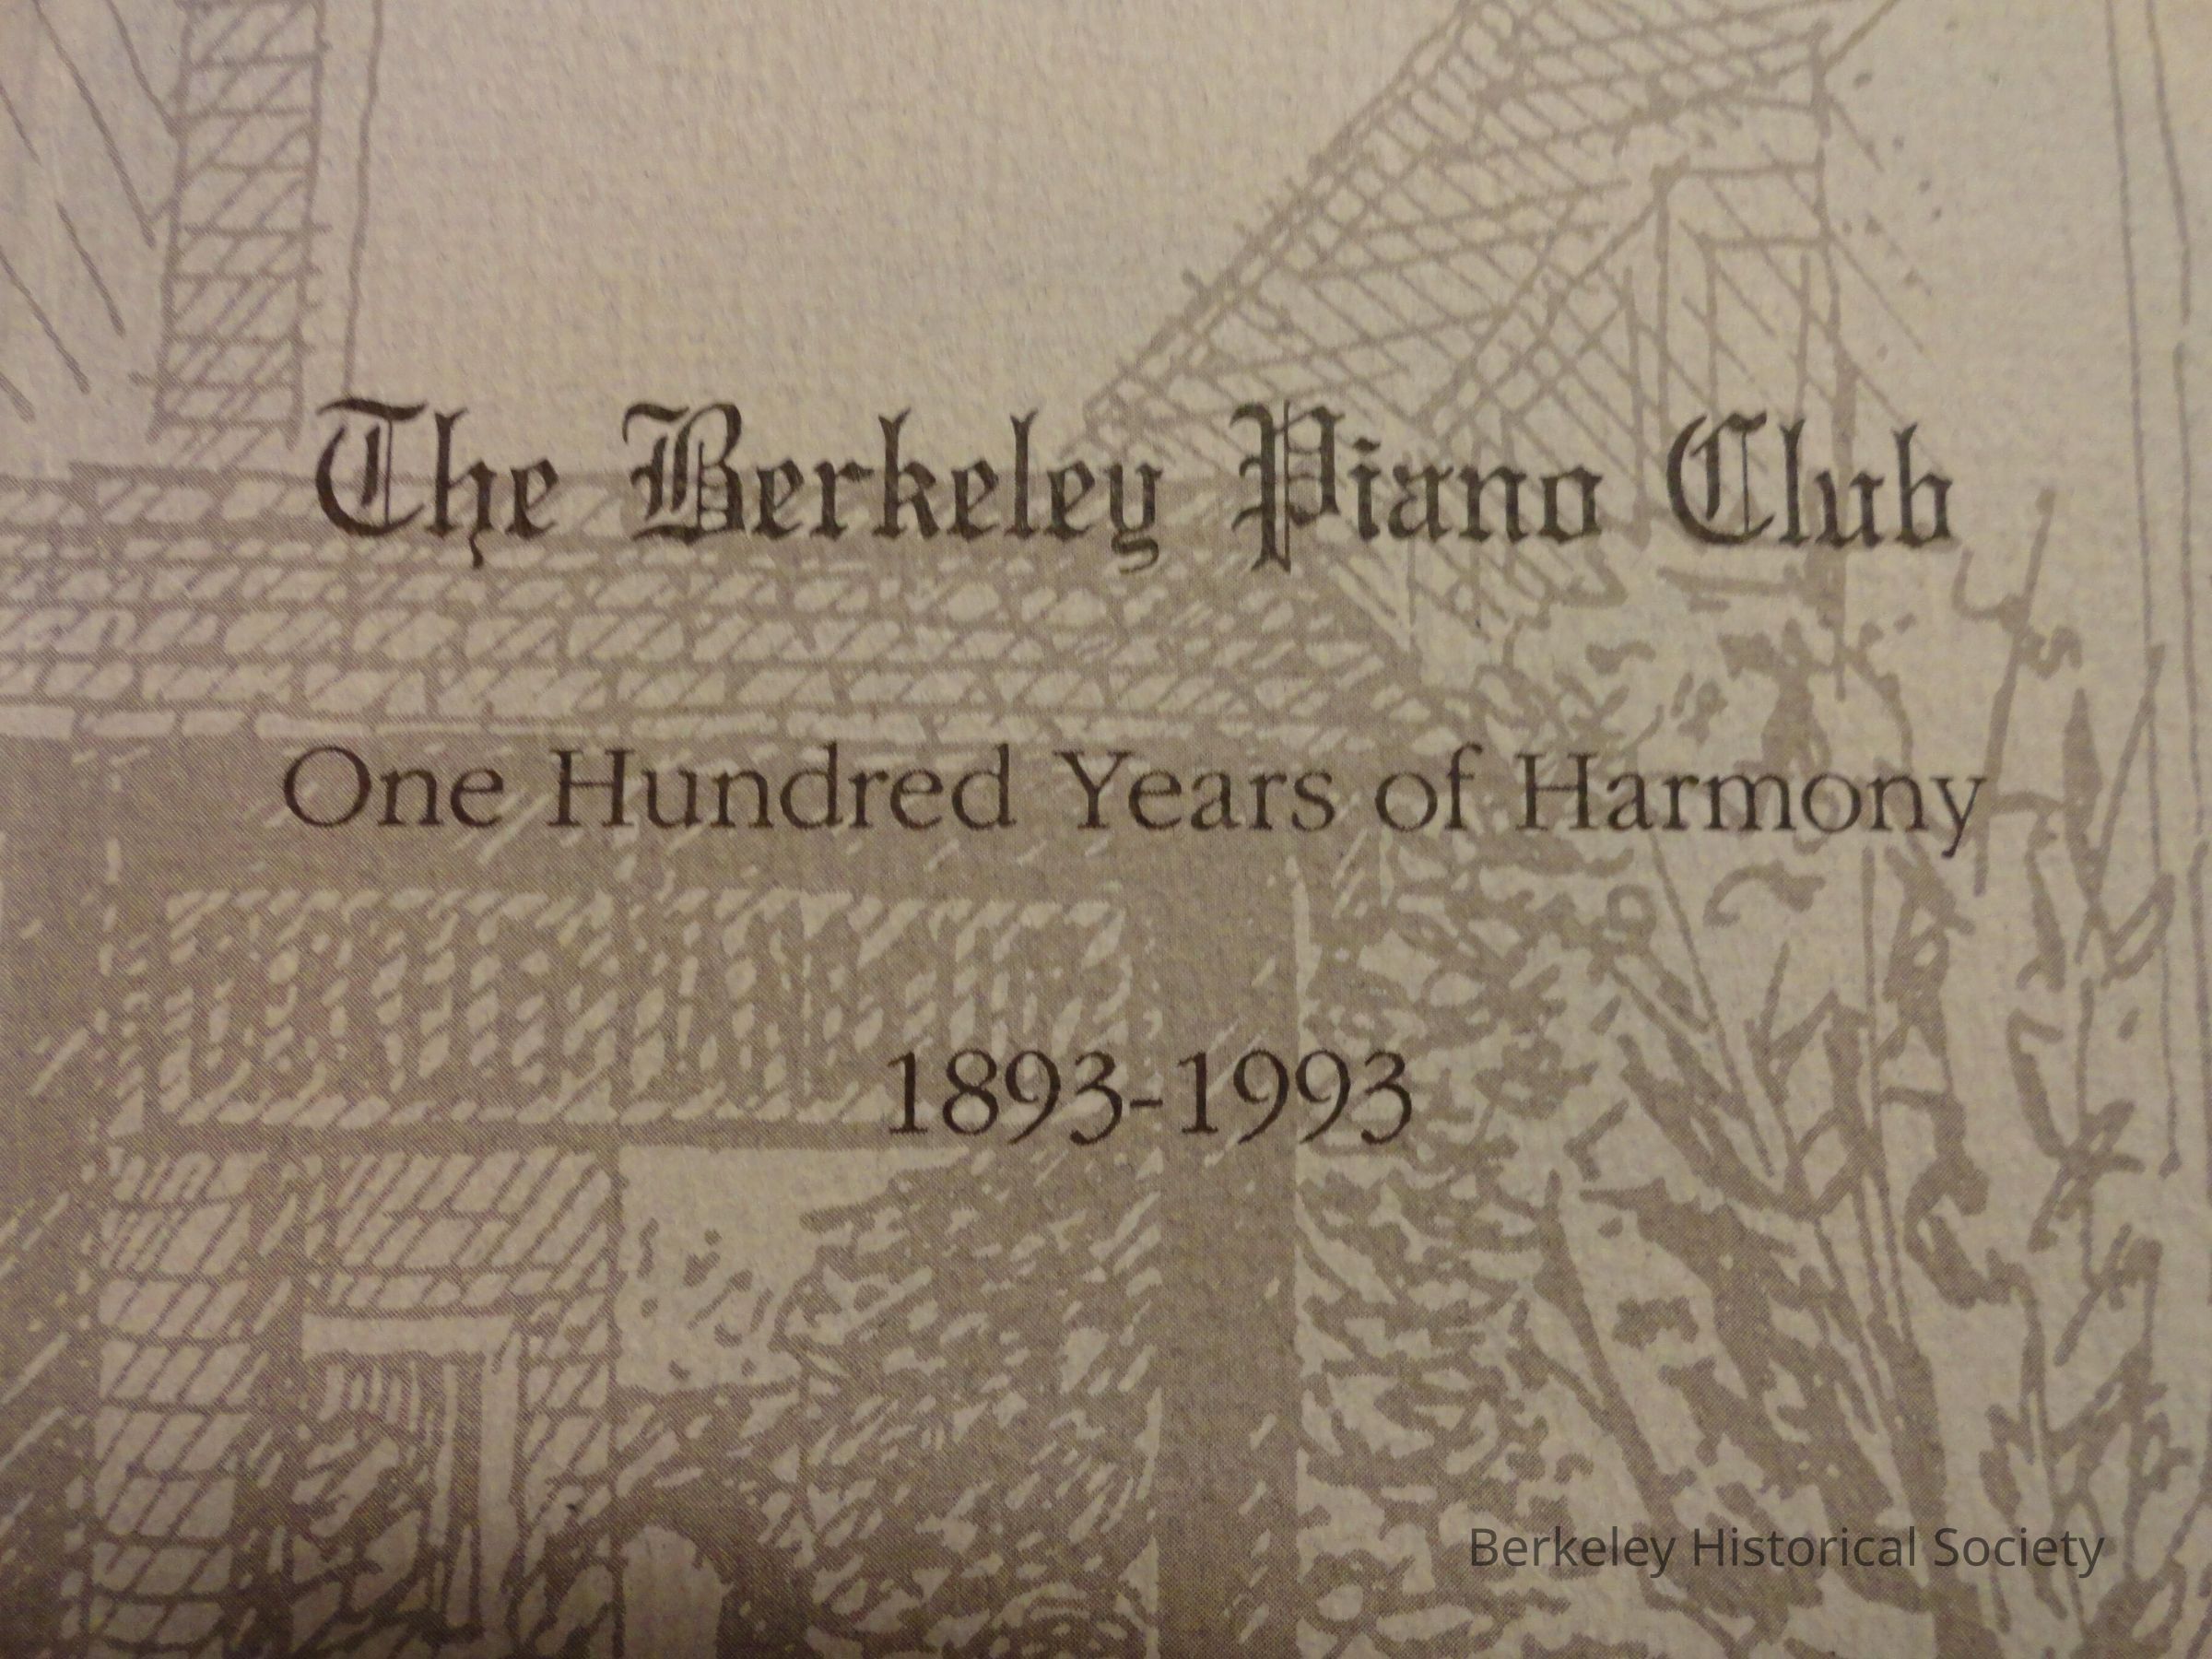 The Berkeley Piano Club
One Hundred Years of Harmony
1893-1993
Berkeley Historical Society